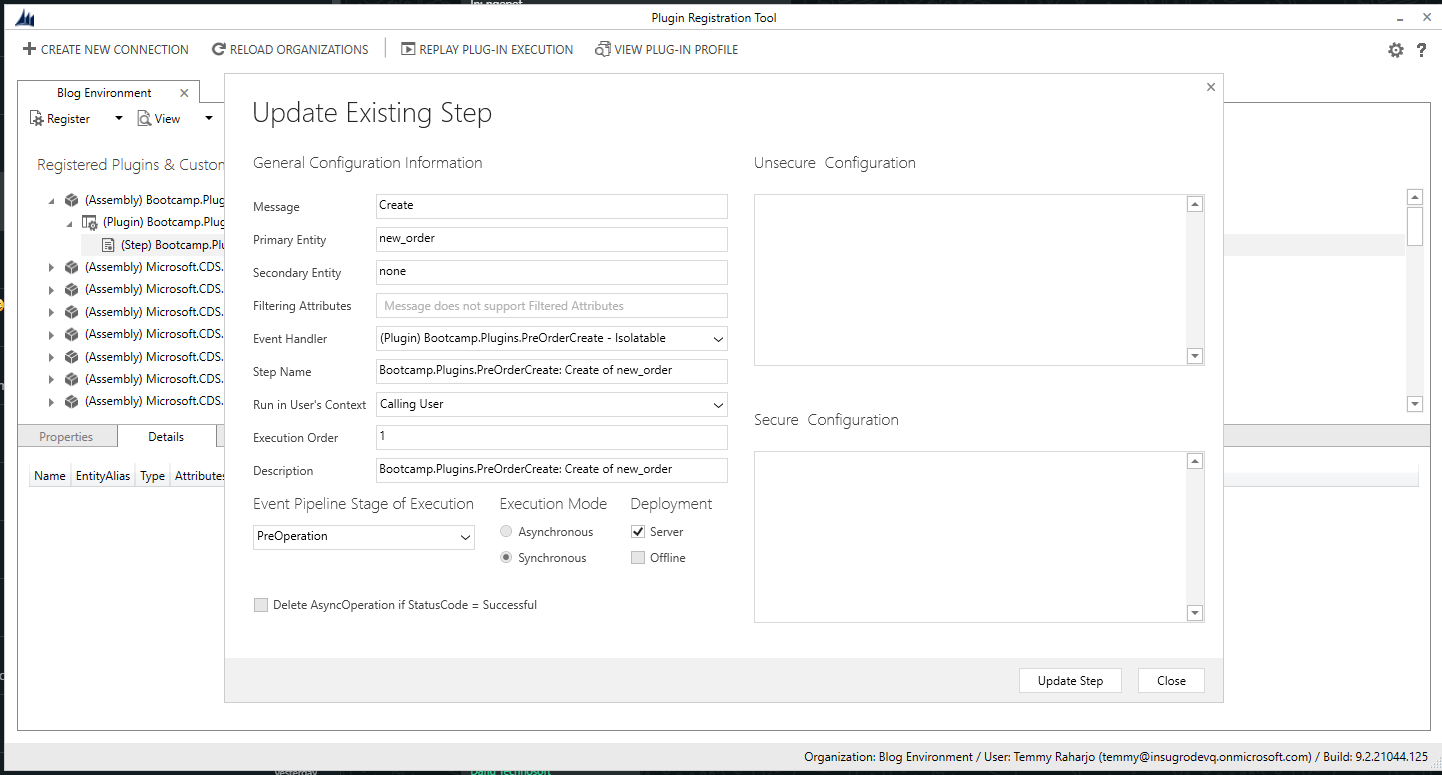 Plugin Registration Tool
CREATE NEW CONNECTION
RELOAD ORGANIZATIONS
REPLAY PLUG-IN EXECUTION
VIEW PLUG-IN PROFILE
Blog Environment
Register
View
Registered Plugins & Custon
(Assembly) Bootcamp.Plug
(Plugin) Bootcamp.Plug
(Step) Bootcamp.Plu
(Assembly) Microsoft.CDS.
(Assembly) Microsoft.CDS.
(Assembly) Microsoft.CDS.
(Assembly) Microsoft.CDS.
(Assembly) Microsoft.CDS.
(Assembly) Microsoft.CDS.
(Assembly) Microsoft.CDS.
Properties
Details
Name EntityAlias Type Attributes
Update Existing Step
General Configuration Information
Message Create
Primary Entity new_order
Secondary Entity none
Filtering Attributes Message does not support Filtered Attributes
Event Handler (Plugin) Bootcamp.Plugins.PreOrderCreate - Isolatable
Step Name Bootcamp.Plugins.PreOrderCreate: Create of new_order
Run in User's Context Calling User
Execution Order 1
Description Bootcamp.Plugins.PreOrderCreate: Create of new_order
Event Pipeline Stage of Execution
PreOperation
Execution Mode
Asynchronous
Synchronous
Deployment
Server
Offline
Delete AsyncOperation if StatusCode = Successful
Unsecure Configuration
Secure Configuration
Update Step
Close
Organization: Blog Environment / User: Temmy Raharjo (temmy@insugrodevq.onmicrosoft.com) / Build: 9.2.21044.125